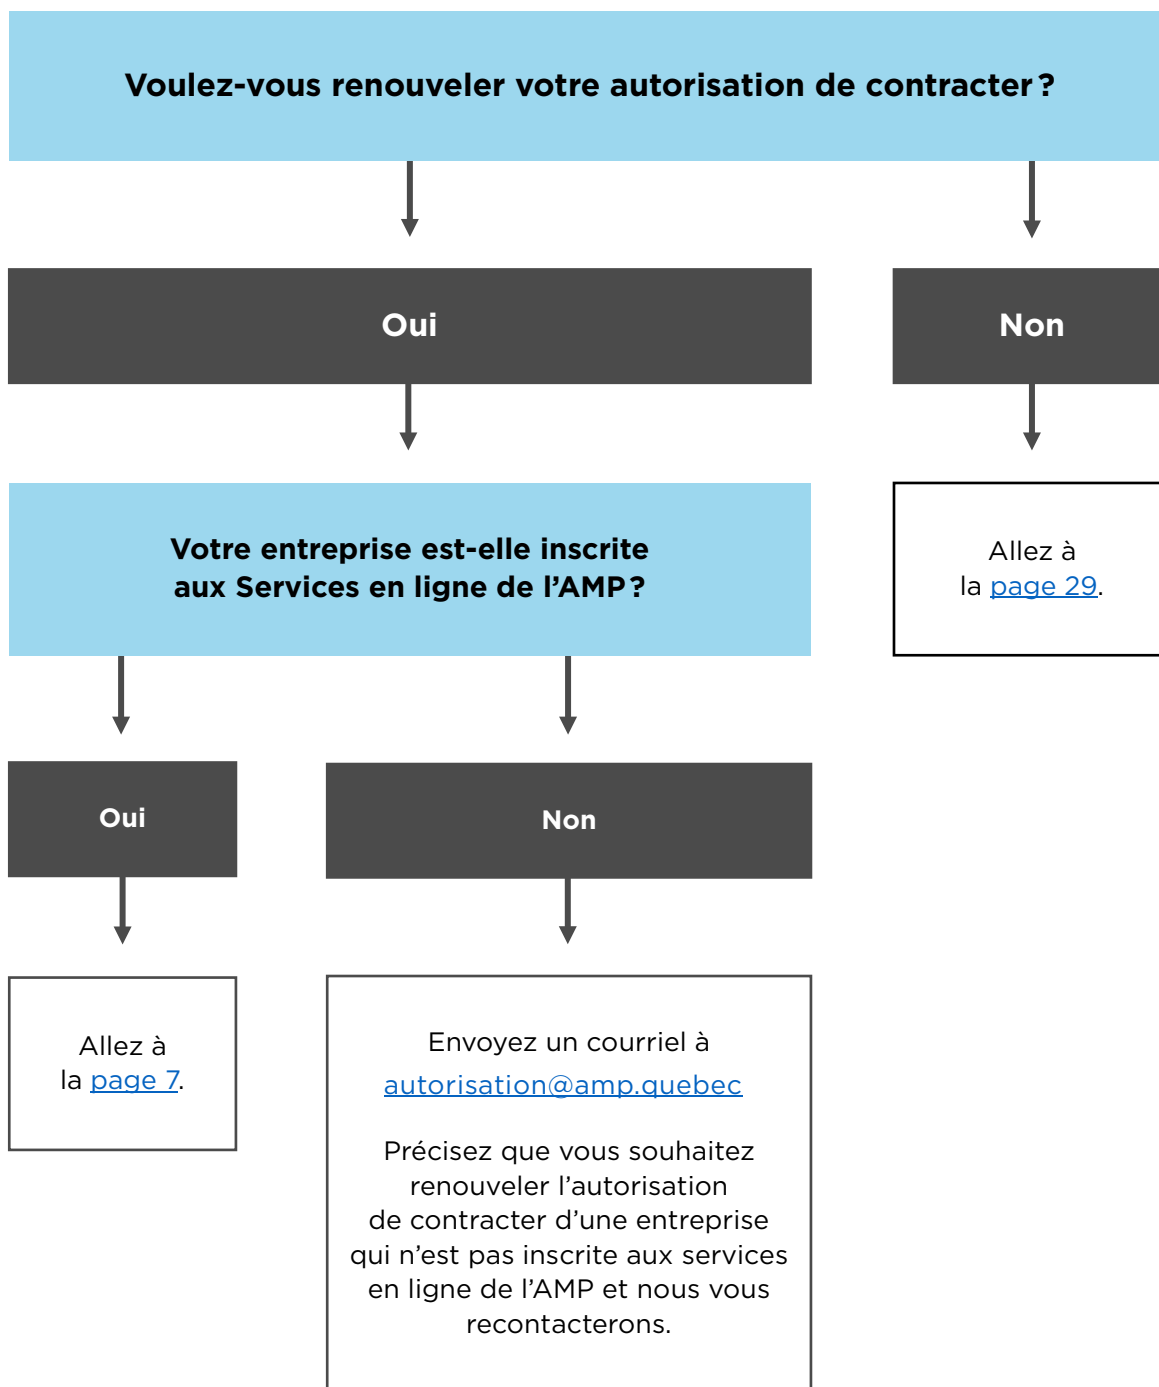 Voulez-vous renouveler votre autorisation de contracter ?
Oui
Non
Votre entreprise est-elle inscrite
aux Services en ligne de l’AMP ?
Allez à
la page 29.
Oui
Non
Allez à
la page 7.
Envoyez un courriel à
autorisation@amp.quebec
Précisez que vous souhaitez
renouveler l’autorisation
de contracter d’une entreprise
qui n’est pas inscrite aux services
en ligne de l’AMP et nous vous
recontacterons.